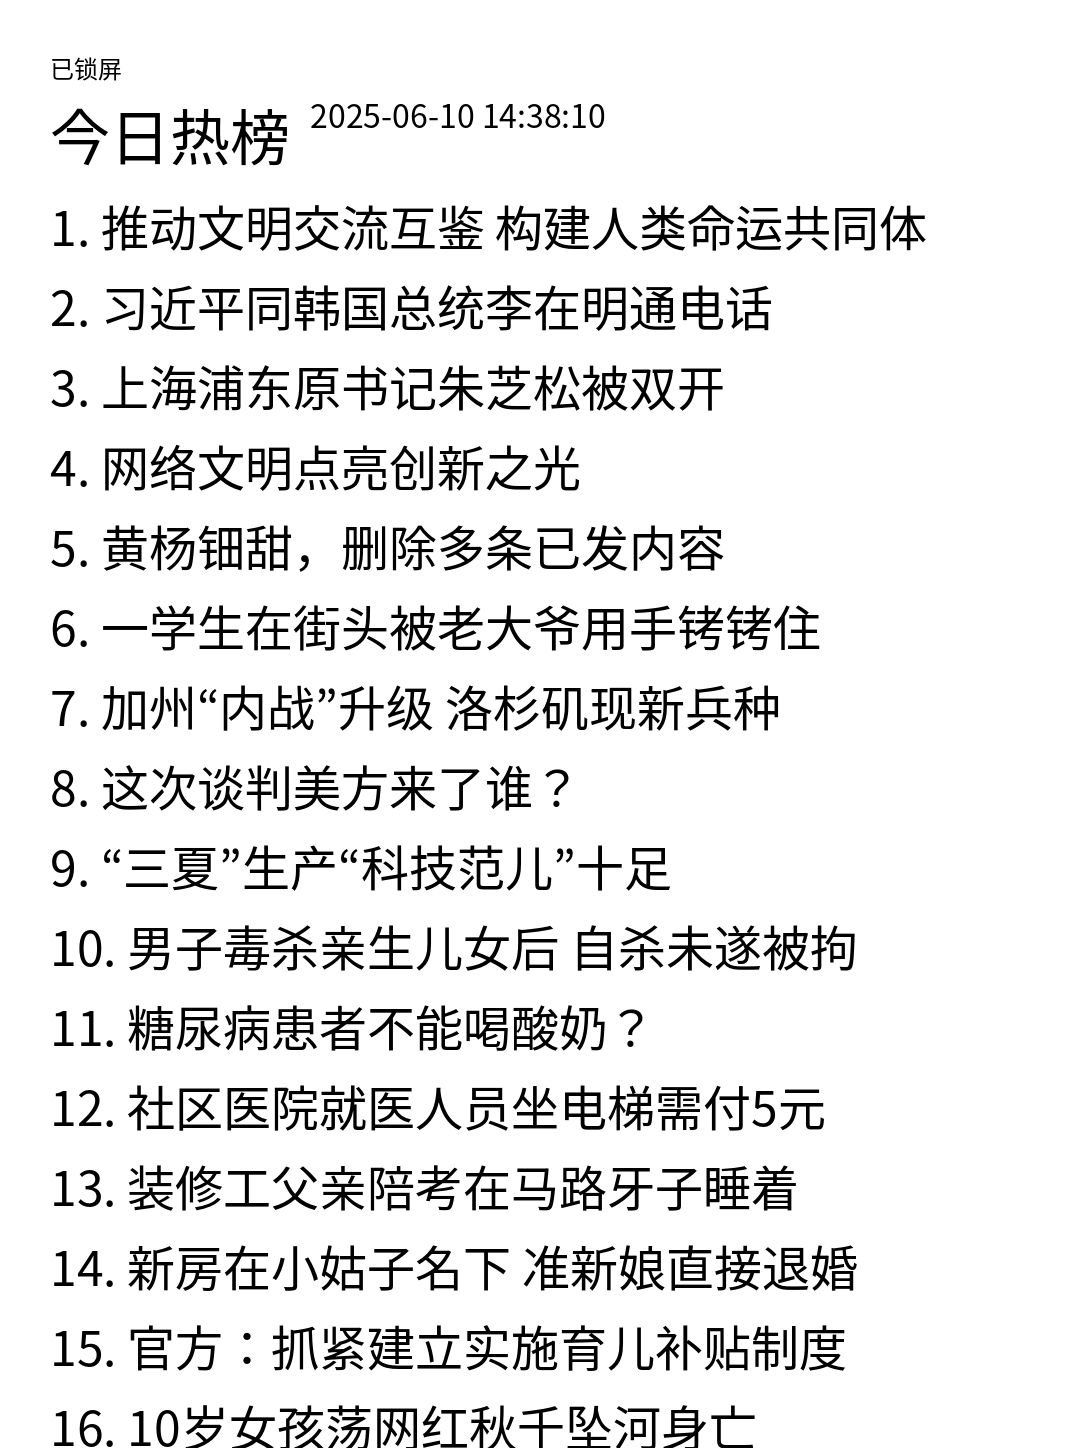 已锁屏
今日热榜 2025-06-10 14:38:10
1. 推动文明交流互鉴 构建人类命运共同体
2. 习近平同韩国总统李在明通电话
3. 上海浦东原书记朱芝松被双开
4. 网络文明点亮创新之光
5. 黄杨钿甜，删除多条已发内容
6. 一学生在街头被老大爷用手铐铐住
7. 加州“内战”升级 洛杉矶现新兵种
8. 这次谈判美方来了谁？
9. “三夏”生产“科技范儿”十足
10. 男子毒杀亲生儿女后 自杀未遂被拘
11. 糖尿病患者不能喝酸奶？
12. 社区医院就医人员坐电梯需付5元
13. 装修工父亲陪考在马路牙子睡着
14. 新房在小姑子名下 准新娘直接退婚
15. 官方：抓紧建立实施育儿补贴制度
16. 10岁女孩荡网红秋千坠河身亡